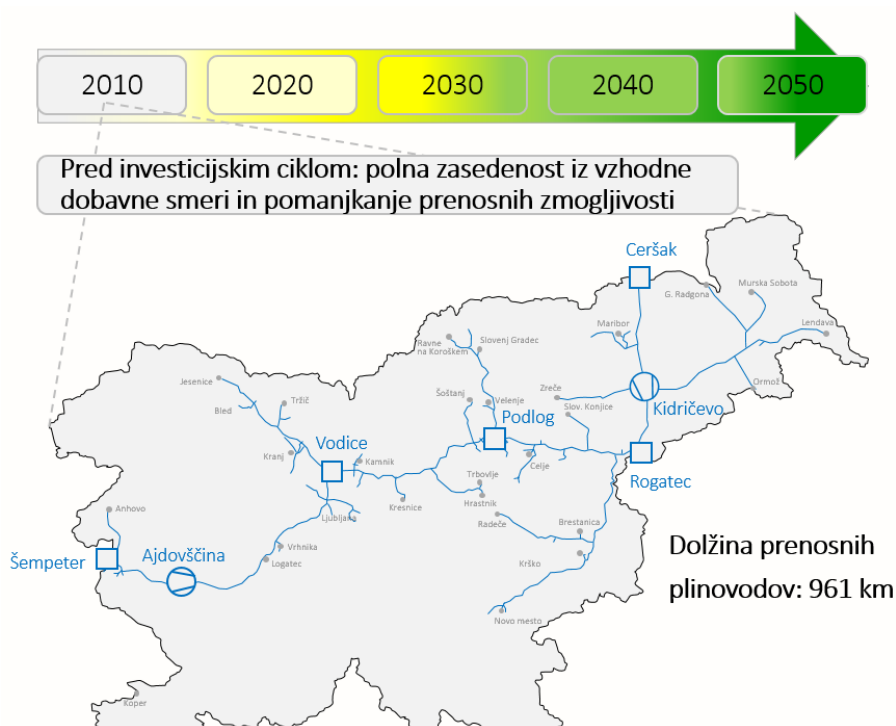 2010
2020
2030
2040
2050
Pred investicijskim ciklom: polna zasedenost iz vzhodne
dobavne smeri in pomanjkanje prenosnih zmogljivosti
Ceršak
G. Radgona
Murska Sobota
Maribor
Lendava
Ravne
na Koroškem
Slovenj Gradec
Jesenice
Bled
Tržič
Šoštanj
Velenje
Zreče
Slov. Konjice
Kidričevo
Ormož
Podlog
Vodice
Kranj
Kamnik
Celje
Rogatec
Trbovlje
Hrastnik
Kresnice
Anhovo
Ljubljana
Radeče
Brestanica
Šempeter
Ajdovščina
Vrhnika
Logatec
Krško
Dolžina prenosnih
plinovodov: 961 km
Novo mesto
Koper